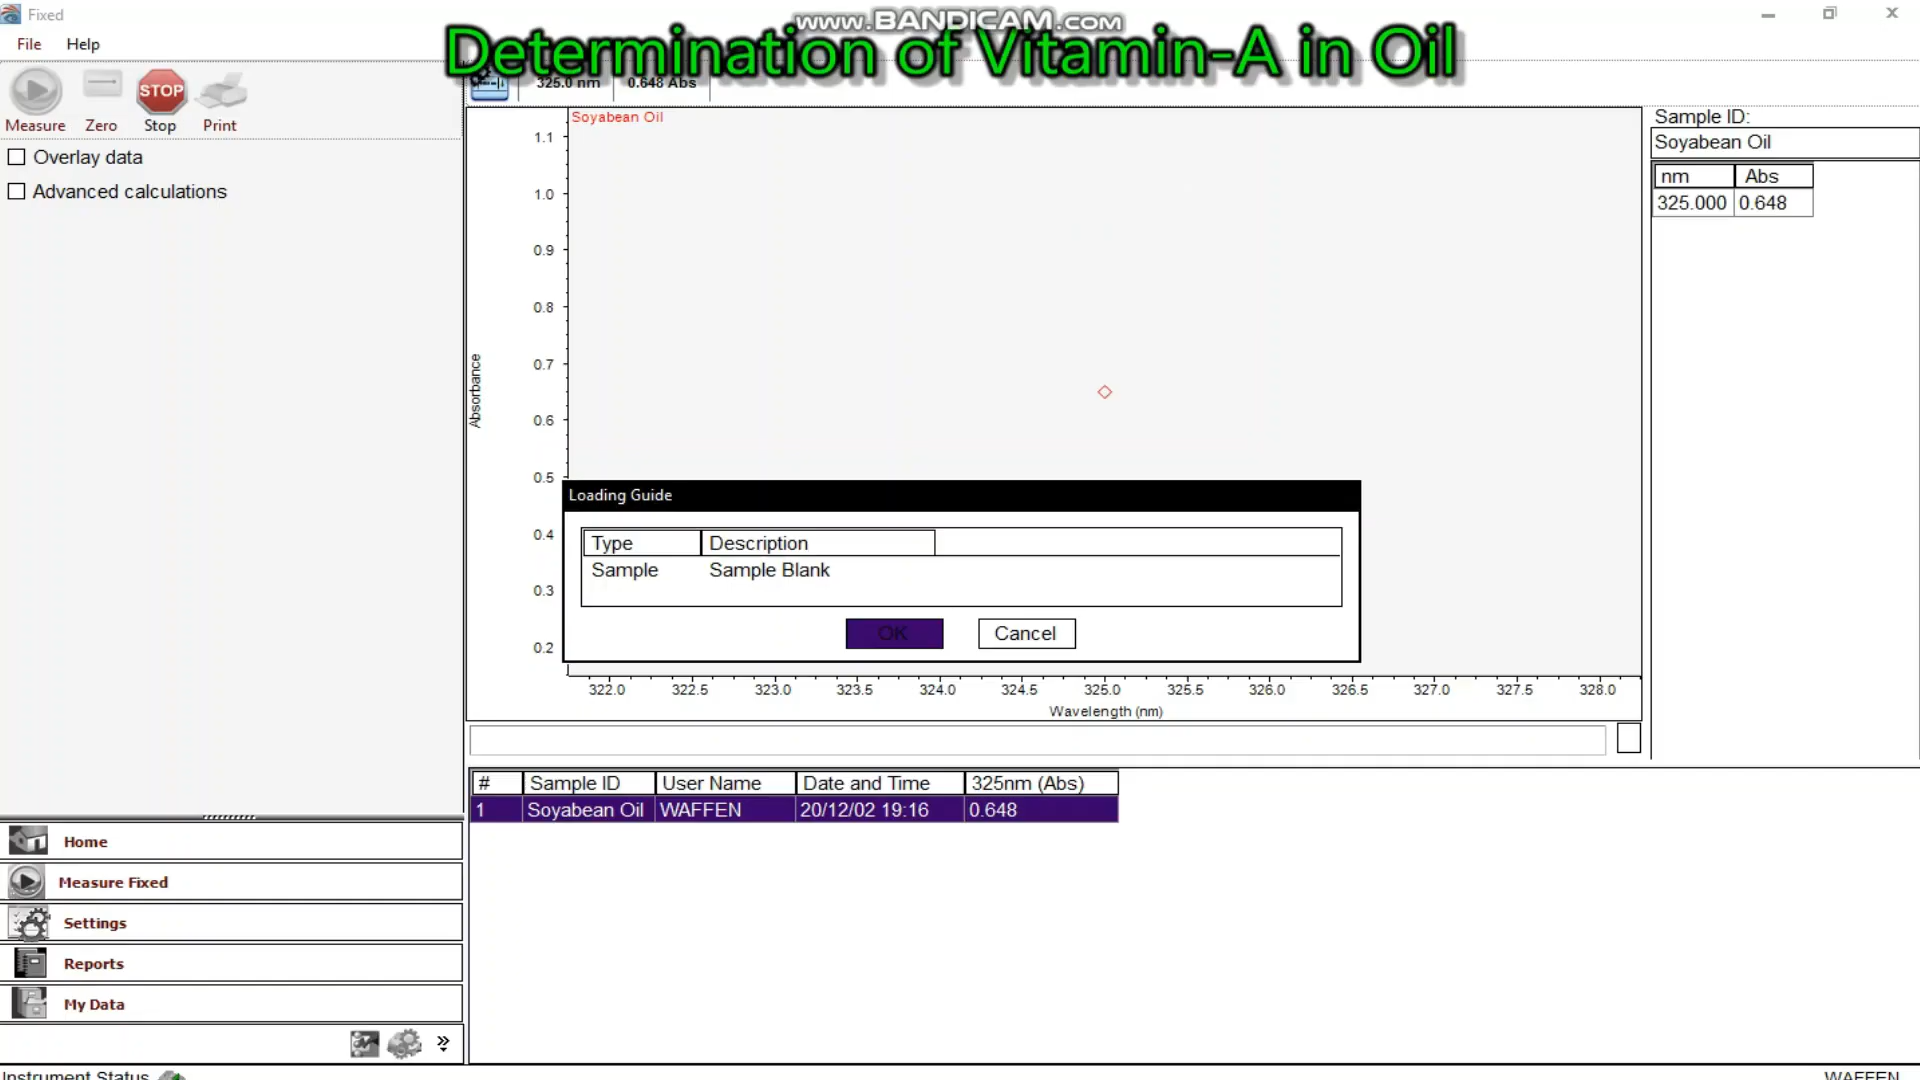 Fixed
www.BANDICAM.com
File Help
Determination of Vitamin-A in Oil
STOP
Measure Zero Stop Print
325.0 nm 0.648 Abs
Overlay data
Advanced calculations
Soyabean Oil
1.1
1.0
0.9
0.8
0.7
0.6
0.5
0.4
0.3
0.2
Absorbance
Loading Guide
Type Description
Sample Sample Blank
OK Cancel
322.0 322.5 323.0 323.5 324.0 324.5 325.0 325.5 326.0 326.5 327.0 327.5 328.0
Wavelength (nm)
Sample ID:
Soyabean Oil
nm Abs
325.000 0.648
# Sample ID User Name Date and Time 325nm (Abs)
1 Soyabean Oil WAFFEN 20/12/02 19:16 0.648
Home
Measure Fixed
Settings
Reports
My Data
Instrument Status
WAFFEN